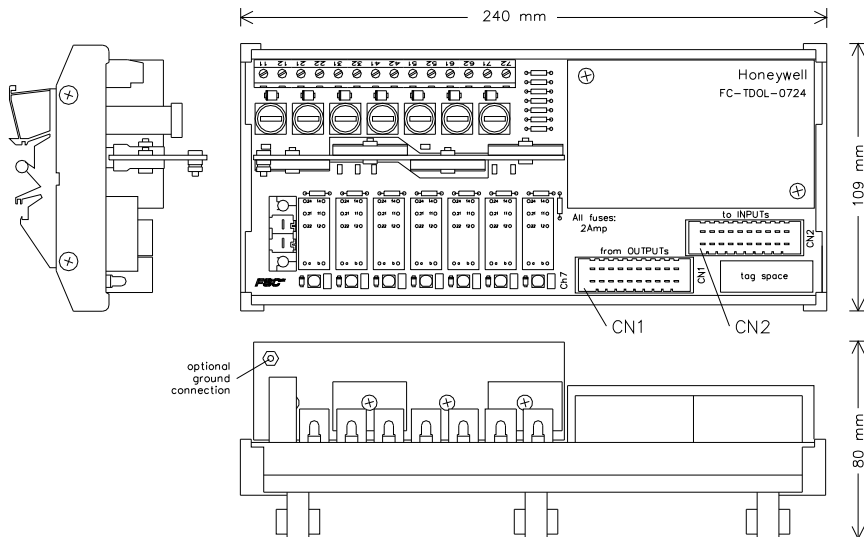 240 mm
11 12 21 22 31 32 41 42 51 52 61 62 71 72
Honeywell
FC-TDOL-0724
109 mm
All fuses:
2Amp
to INPUTs
CN2
from OUTPUTs
CN1
tag space
FSC
Ch7
CN1
CN2
optional
ground
connection
80 mm